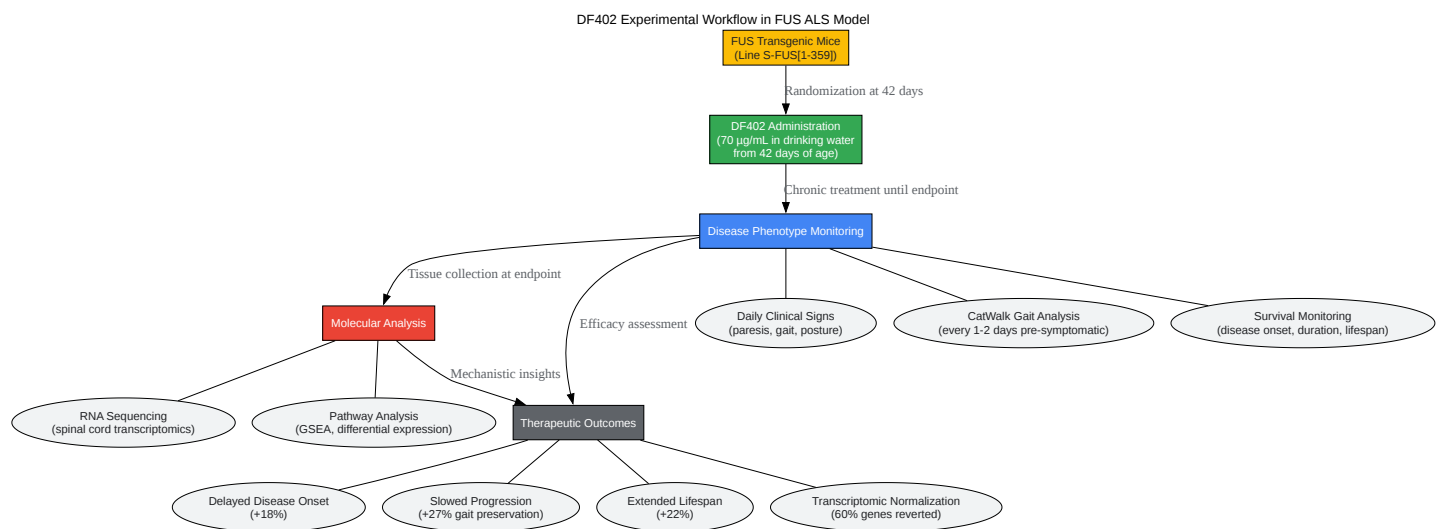 DF402 Experimental Workflow in FUS ALS Model
FUS Transgenic Mice
(Line S-FUS[1-359])
Randomization at 42 days
DF402 Administration
(70 µg/mL in drinking water
from 42 days of age)
Chronic treatment until endpoint
Disease Phenotype Monitoring
Tissue collection at endpoint
Molecular Analysis
Efficacy assessment
Daily Clinical Signs
(paresis, gait, posture)
CatWalk Gait Analysis
(every 1-2 days pre-symptomatic)
Survival Monitoring
(disease onset, duration, lifespan)
Mechanistic insights
RNA Sequencing
(spinal cord transcriptomics)
Pathway Analysis
(GSEA, differential expression)
Therapeutic Outcomes
Delayed Disease Onset
(+18%)
Slowed Progression
(+27% gait preservation)
Extended Lifespan
(+22%)
Transcriptomic Normalization
(60% genes reverted)